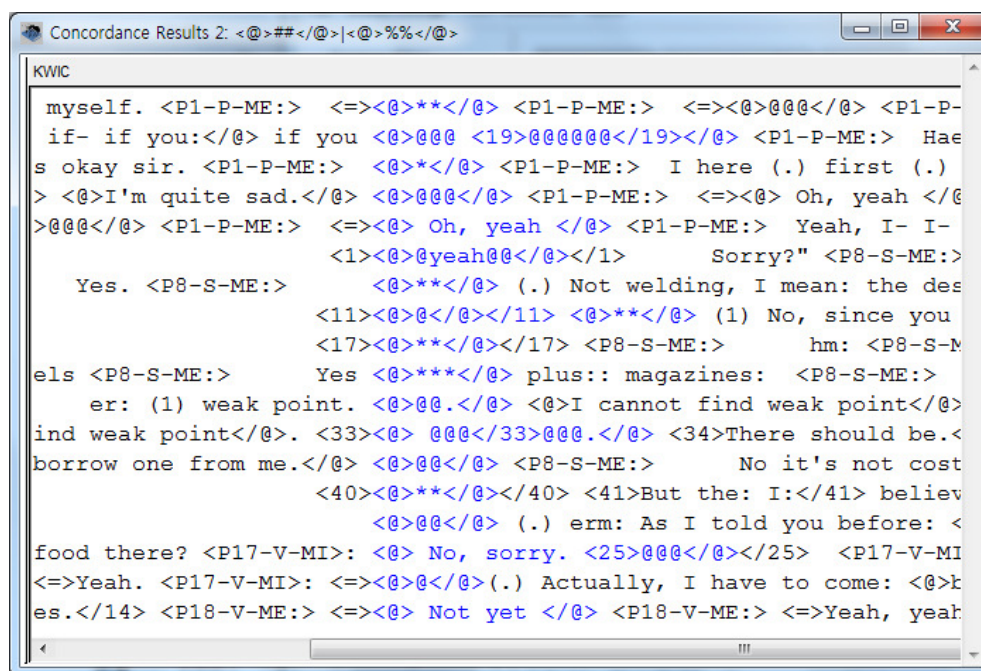 Concordance Results 2: <@>##</@>|<@>%%</@>
KWIC
myself. <P1-P-ME:> <=><@>**</@> <P1-P-ME:> <=><@>@@@</@> <P1-P-
if- if you:</@> if you <@>@@@ <19>@@@@@@</19></@> <P1-P-ME:> Hae
s okay sir. <P1-P-ME:> <@>*</@> <P1-P-ME:> I here (.) first (.)
> <@>I'm quite sad.</@> <@>@@@</@> <P1-P-ME:> <=><@> Oh, yeah </@
>@@@</@> <P1-P-ME:> <=><@> Oh, yeah </@> <P1-P-ME:> Yeah, I- I-
<1><@>@yeah@@</@></1> Sorry?" <P8-S-ME:>
Yes. <P8-S-ME:> <@>**</@> (.) Not welding, I mean: the des
<11><@>@</@></11> <@>**</@> (1) No, since you
<17><@>**</@></17> <P8-S-ME:> hm: <P8-S-M
els <P8-S-ME:> Yes <@>***</@> plus:: magazines: <P8-S-ME:>
er: (1) weak point. <@>@@.</@> <@>I cannot find weak point</@>
ind weak point</@>. <33><@> @@@</33>@@@.</@> <34>There should be.<
borrow one from me.</@> <@>@@</@> <P8-S-ME:> No it's not cost
<40><@>**</@></40> <41>But the: I:</41> believ
<@>@@</@> (.) erm: As I told you before: <
food there? <P17-V-MI>: <@> No, sorry. <25>@@@</@></25> <P17-V-MI
<=>Yeah. <P17-V-MI>: <=><@>@</@>(.) Actually, I have to come: <@>b
es.</14> <P18-V-ME:> <=><@> Not yet </@> <P18-V-ME:> <=>Yeah, yeah